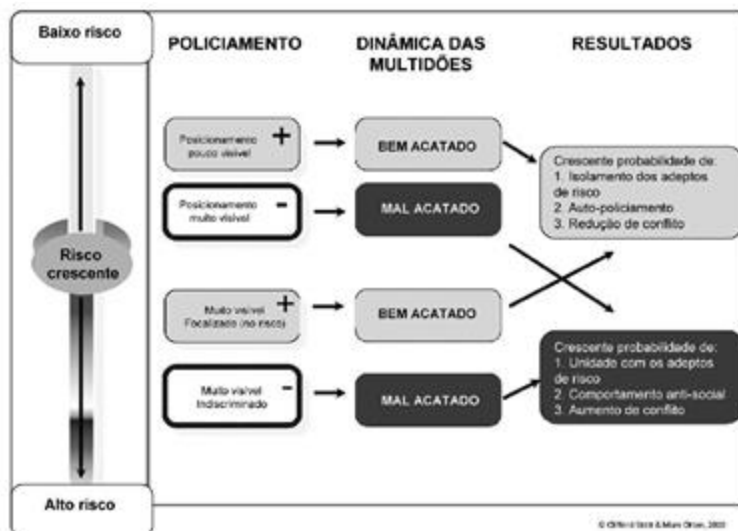 Baixo risco
POLICIAMENTO
DINÂMICA DAS
MULTIDÕES
RESULTADOS
Posicionamento
pouco visível
+
BEM ACATADO
Posicionamento
muito visível
-
MAL ACATADO
Crescente probabilidade de:
1. Isolamento dos adeptos
de risco
2. Auto-policiamento
3. Redução de conflito
Risco
crescente
Muito visível
Focalizado (no risco)
+
BEM ACATADO
Muito visível
Indiscriminado
-
MAL ACATADO
Crescente probabilidade de:
1. Unidade com os adeptos
de risco
2. Comportamento anti-social
3. Aumento de conflito
Alto risco
© Clifford Stott &